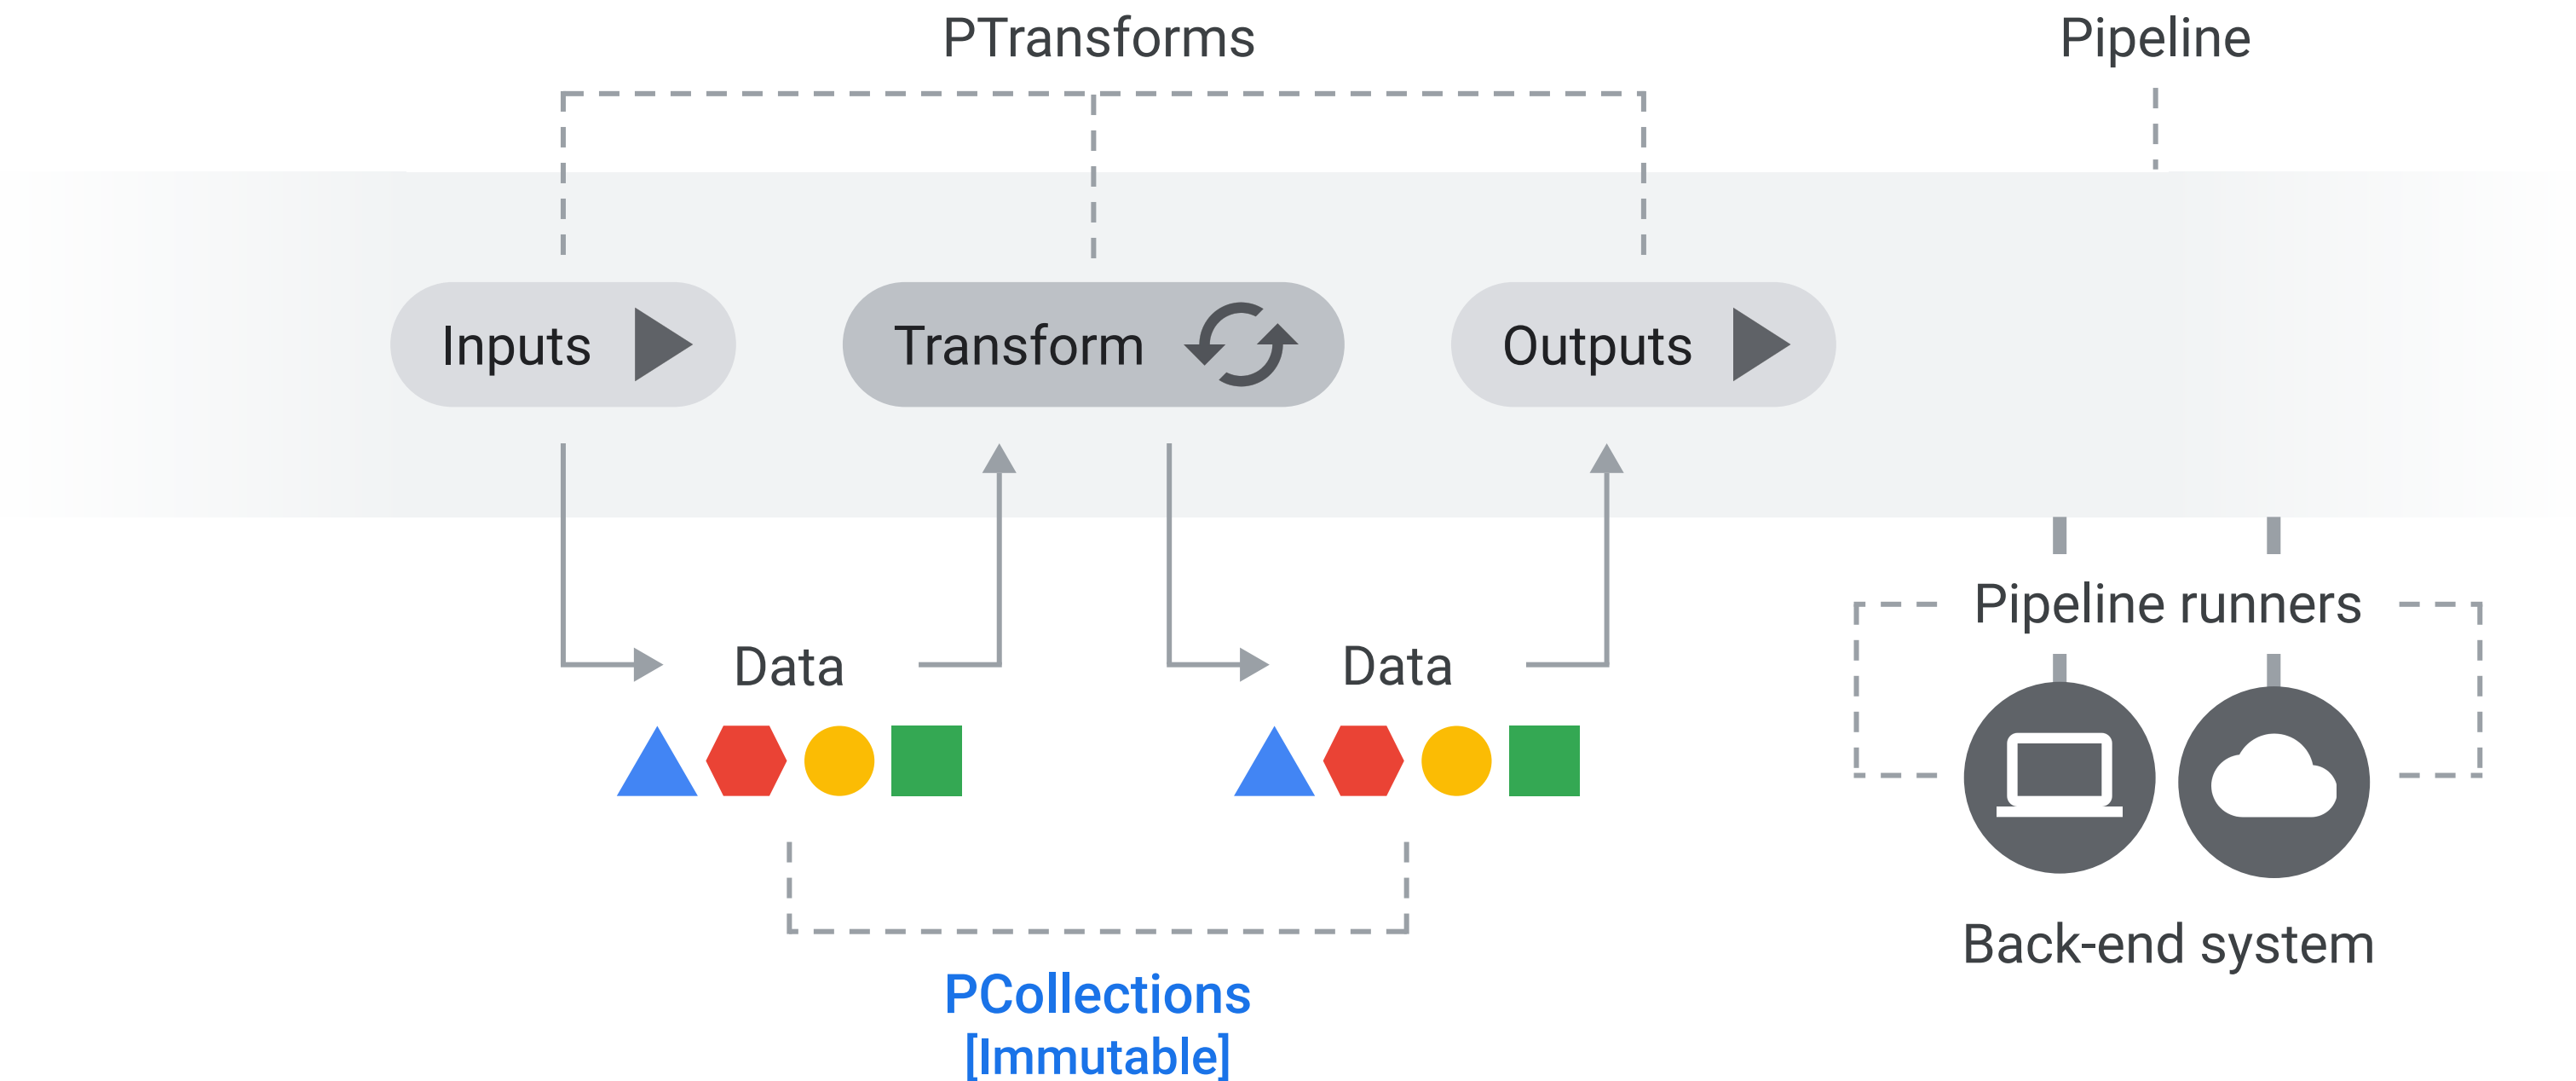 PTransforms
Pipeline
Inputs
Transform
Outputs
Data
Data
Pipeline runners
Back-end system
PCollections
[Immutable]